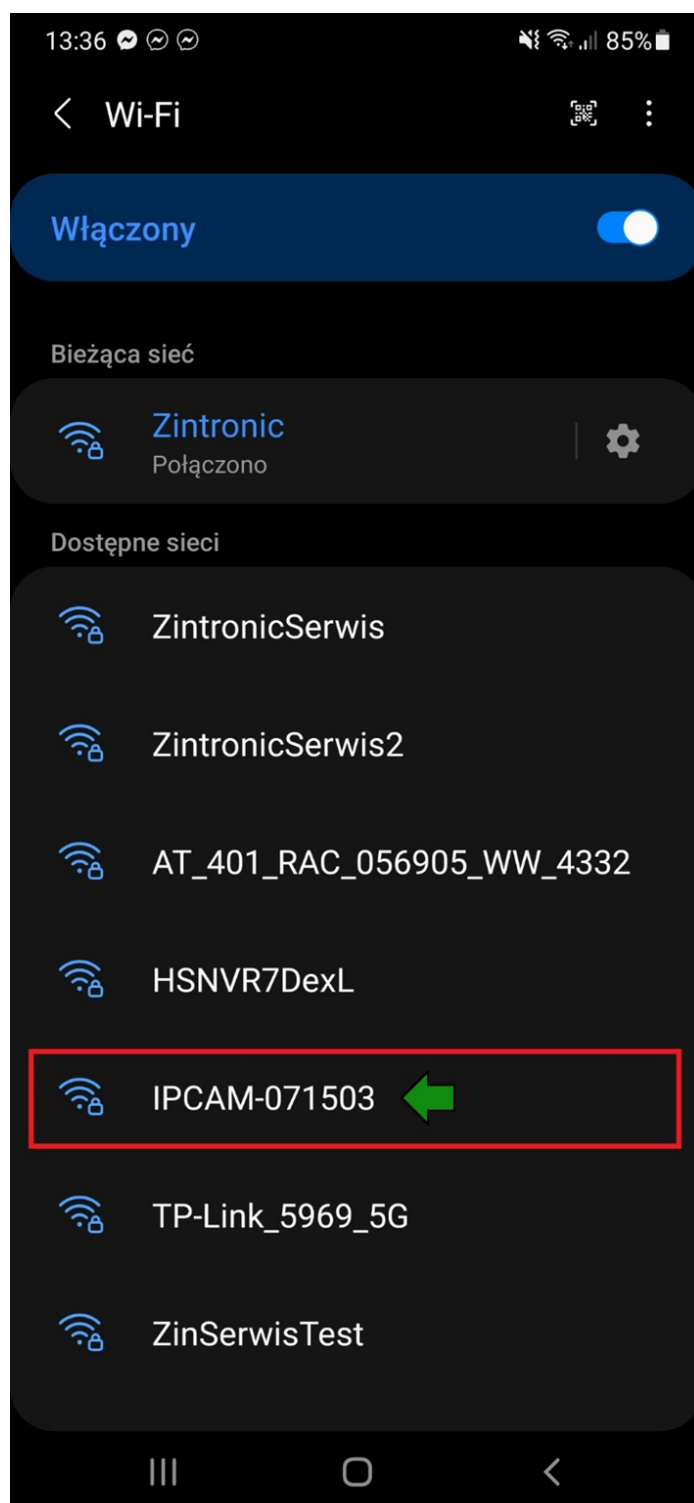 13:36 85%
Wi-Fi
Włączony
Bieżąca sieć
Zintronic
Połączono
Dostępne sieci
ZintronicSerwis
ZintronicSerwis2
AT_401_RAC_056905_WW_4332
HSNVR7DexL
IPCAM-071503
TP-Link_5969_5G
ZinSerwisTest